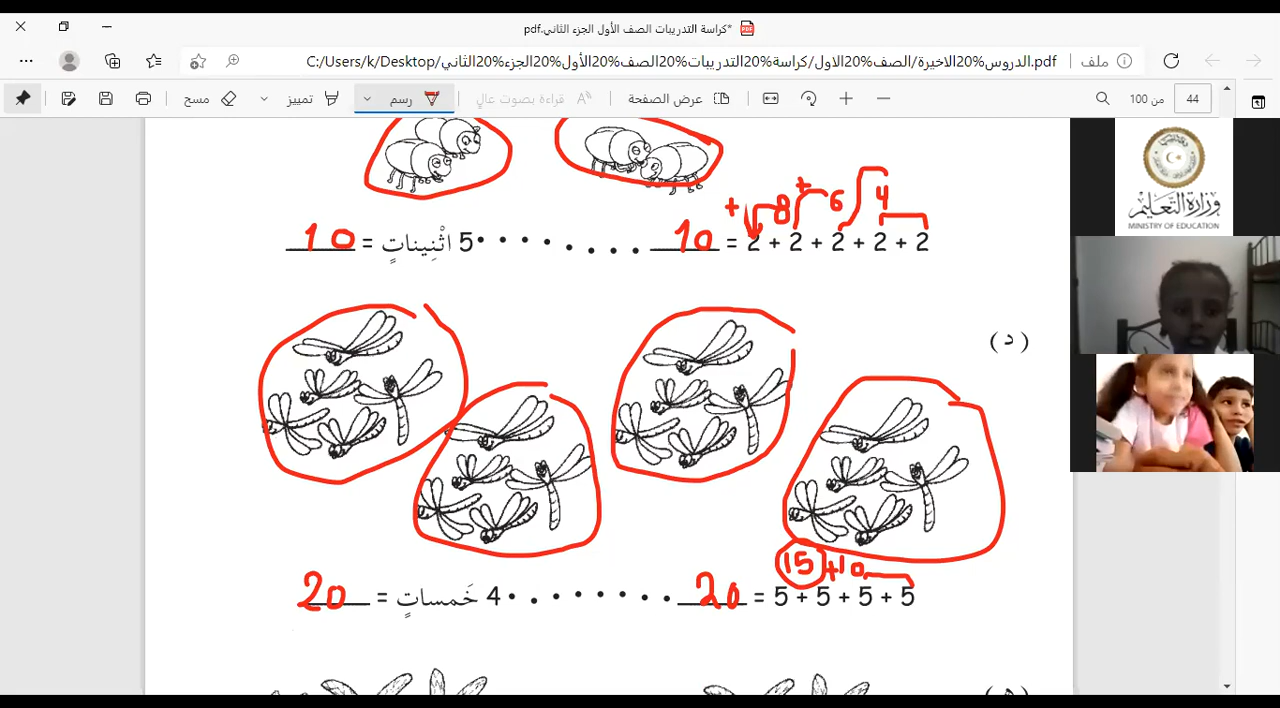 *كراسة التدريبات الصف الأول الجزء الثاني.pdf
ملف | C:/Users/k/Desktop/الدروس%20الاخيرة/الصف%20الاول/كراسة%20التدريبات%20الصف%20الأول%20الجزء%20الثاني.pdf
44 من 100
عرض الصفحة
قراءة بصوت عالٍ
رسم
تمييز
مسح
وزارة التعليم
MINISTRY OF EDUCATION
+ 8 + 6 4
2 + 2 + 2 + 2 + 2 = 10 . . . . . . . . 5 اثْنِيناتٍ = 10
(د)
15 + 10
5 + 5 + 5 + 5 = 20 . . . . . . . . . 4 خَمساتٍ = 20
(ه)